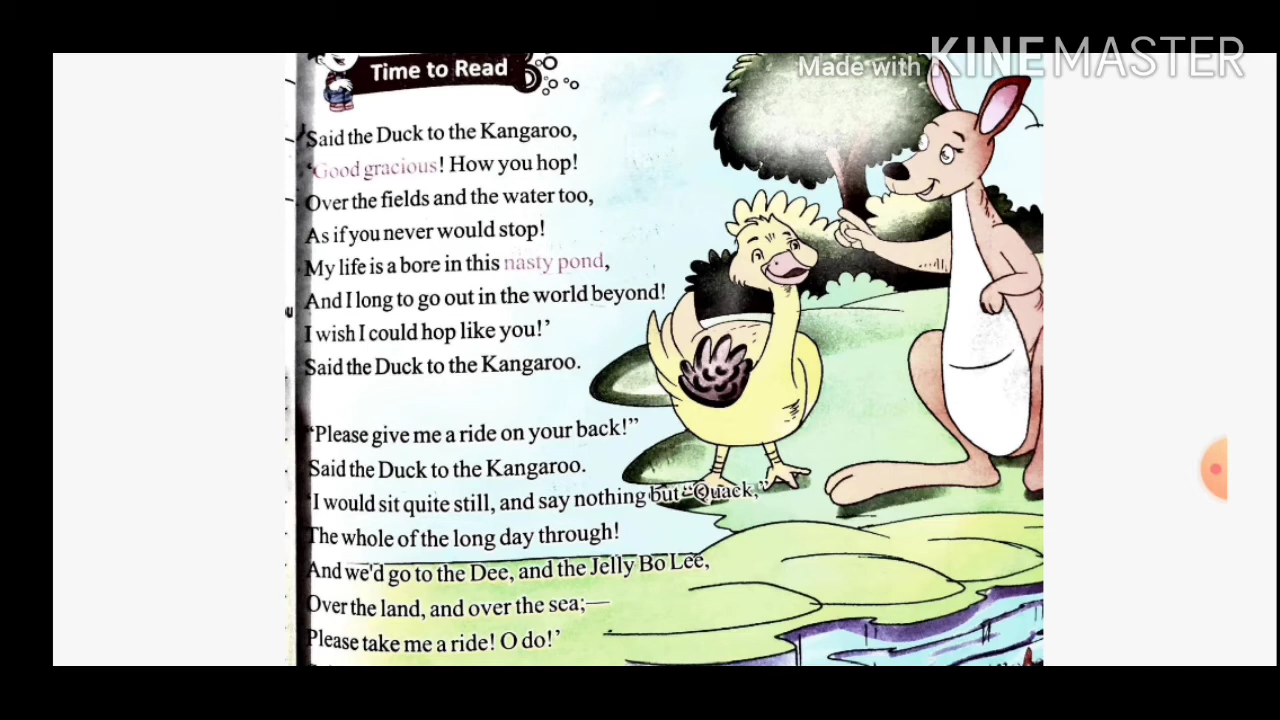 Made with KINEMASTER
Time to Read
Said the Duck to the Kangaroo,
'Good gracious! How you hop!
Over the fields and the water too,
As if you never would stop!
My life is a bore in this nasty pond,
And I long to go out in the world beyond!
I wish I could hop like you!'
Said the Duck to the Kangaroo.
"Please give me a ride on your back!"
Said the Duck to the Kangaroo.
'I would sit quite still, and say nothing but "Quack,"
The whole of the long day through!
And we'd go to the Dee, and the Jelly Bo Lee,
Over the land, and over the sea;—
Please take me a ride! O do!'